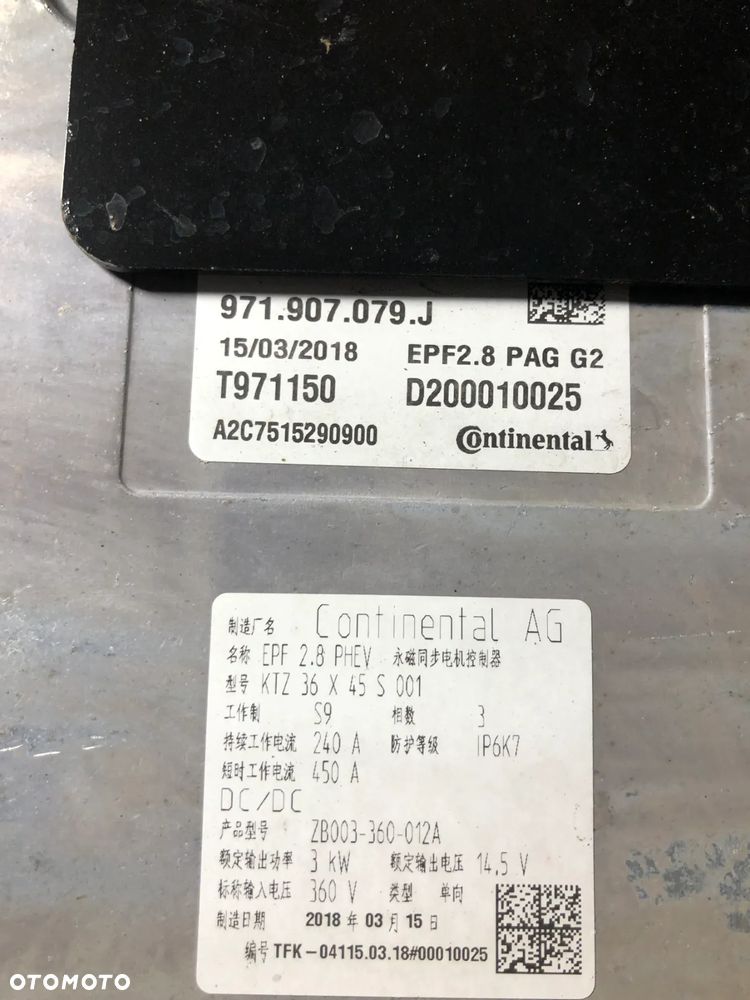 971.907.079.J
15/03/2018 EPF2.8 PAG G2
T971150 D200010025
A2C7515290900 Continental
制造厂名 Continental AG
名称 EPF 2.8 PHEV 永磁同步电机控制器
型号 KTZ 36 X 45 S 001
工作制 S9 相数 3
持续工作电流 240 A 防护等级 IP6K7
短时工作电流 450 A
DC/DC
产品型号 ZB003-360-012A
额定输出功率 3 kW 额定输出电压 14,5 V
标称输入电压 360 V 类型 单向
制造日期 2018 年 03 月 15 日
编号 TFK-04115.03.18#00010025
OTOMOTO